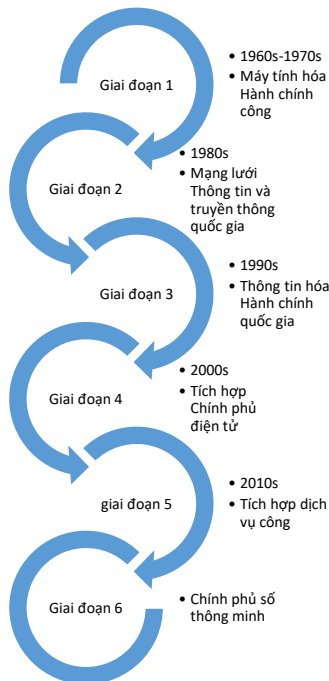 Giai đoạn 1
• 1960s-1970s
• Máy tính hóa
Hành chính
công
Giai đoạn 2
• 1980s
• Mạng lưới
Thông tin và
truyền thông
quốc gia
Giai đoạn 3
• 1990s
• Thông tin hóa
Hành chính
quốc gia
Giai đoạn 4
• 2000s
• Tích hợp
Chính phủ
điện tử
giai đoạn 5
• 2010s
• Tích hợp dịch
vụ công
Giai đoạn 6
• Chính phủ số
thông minh